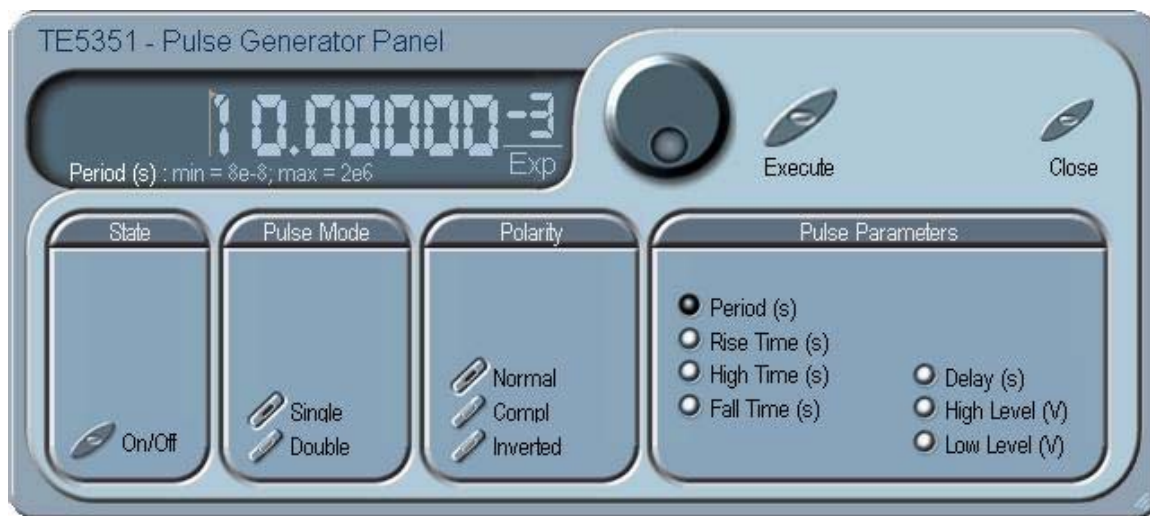 TE5351 - Pulse Generator Panel
10.00000 -3
Exp
Period (s) : min = 8e-8; max = 2e6
Execute
Close
State
On/Off
Pulse Mode
Single
Double
Polarity
Normal
Compl
Inverted
Pulse Parameters
Period (s)
Rise Time (s)
High Time (s)
Fall Time (s)
Delay (s)
High Level (V)
Low Level (V)